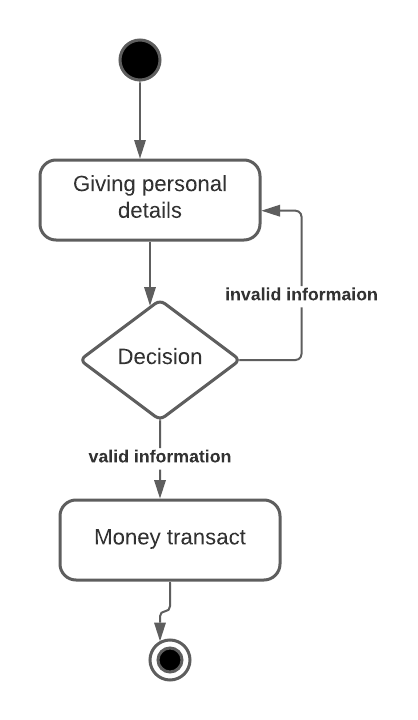 Giving personal
details
invalid informaion
Decision
valid information
Money transact